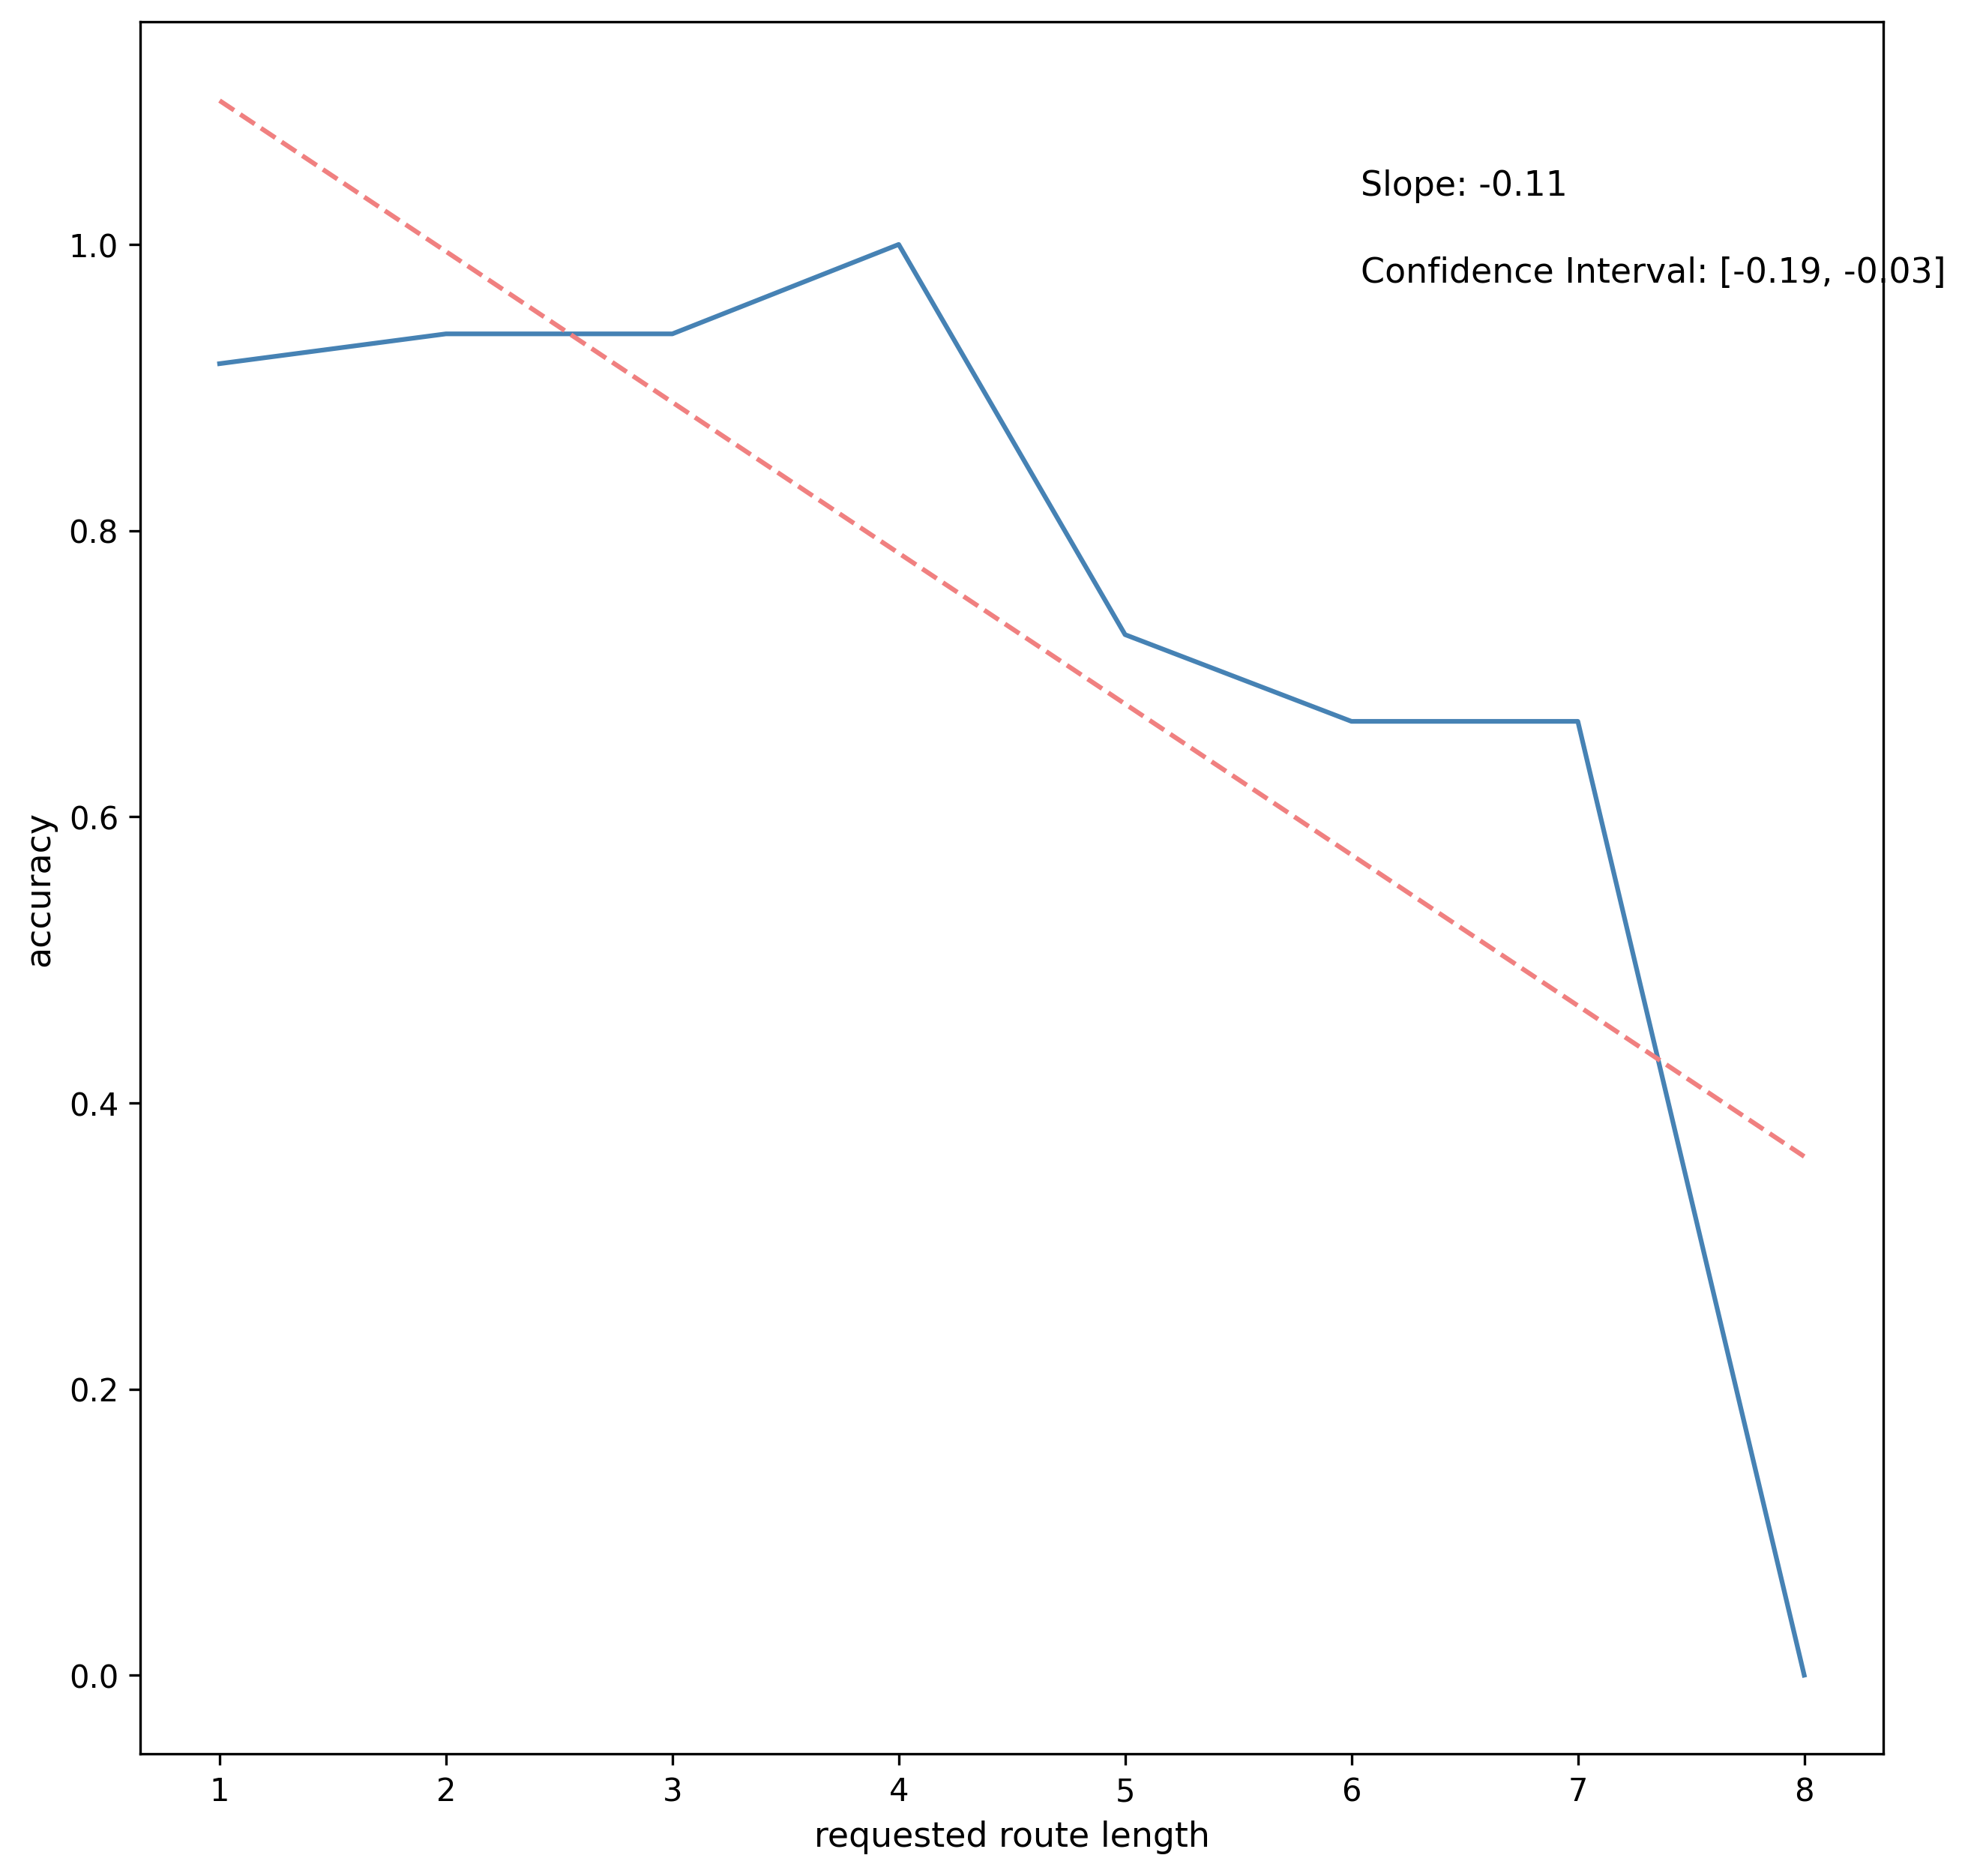 Slope: -0.11
Confidence Interval: [-0.19, -0.03]
accuracy
1.0
0.8
0.6
0.4
0.2
0.0
1 2 3 4 5 6 7 8
requested route length